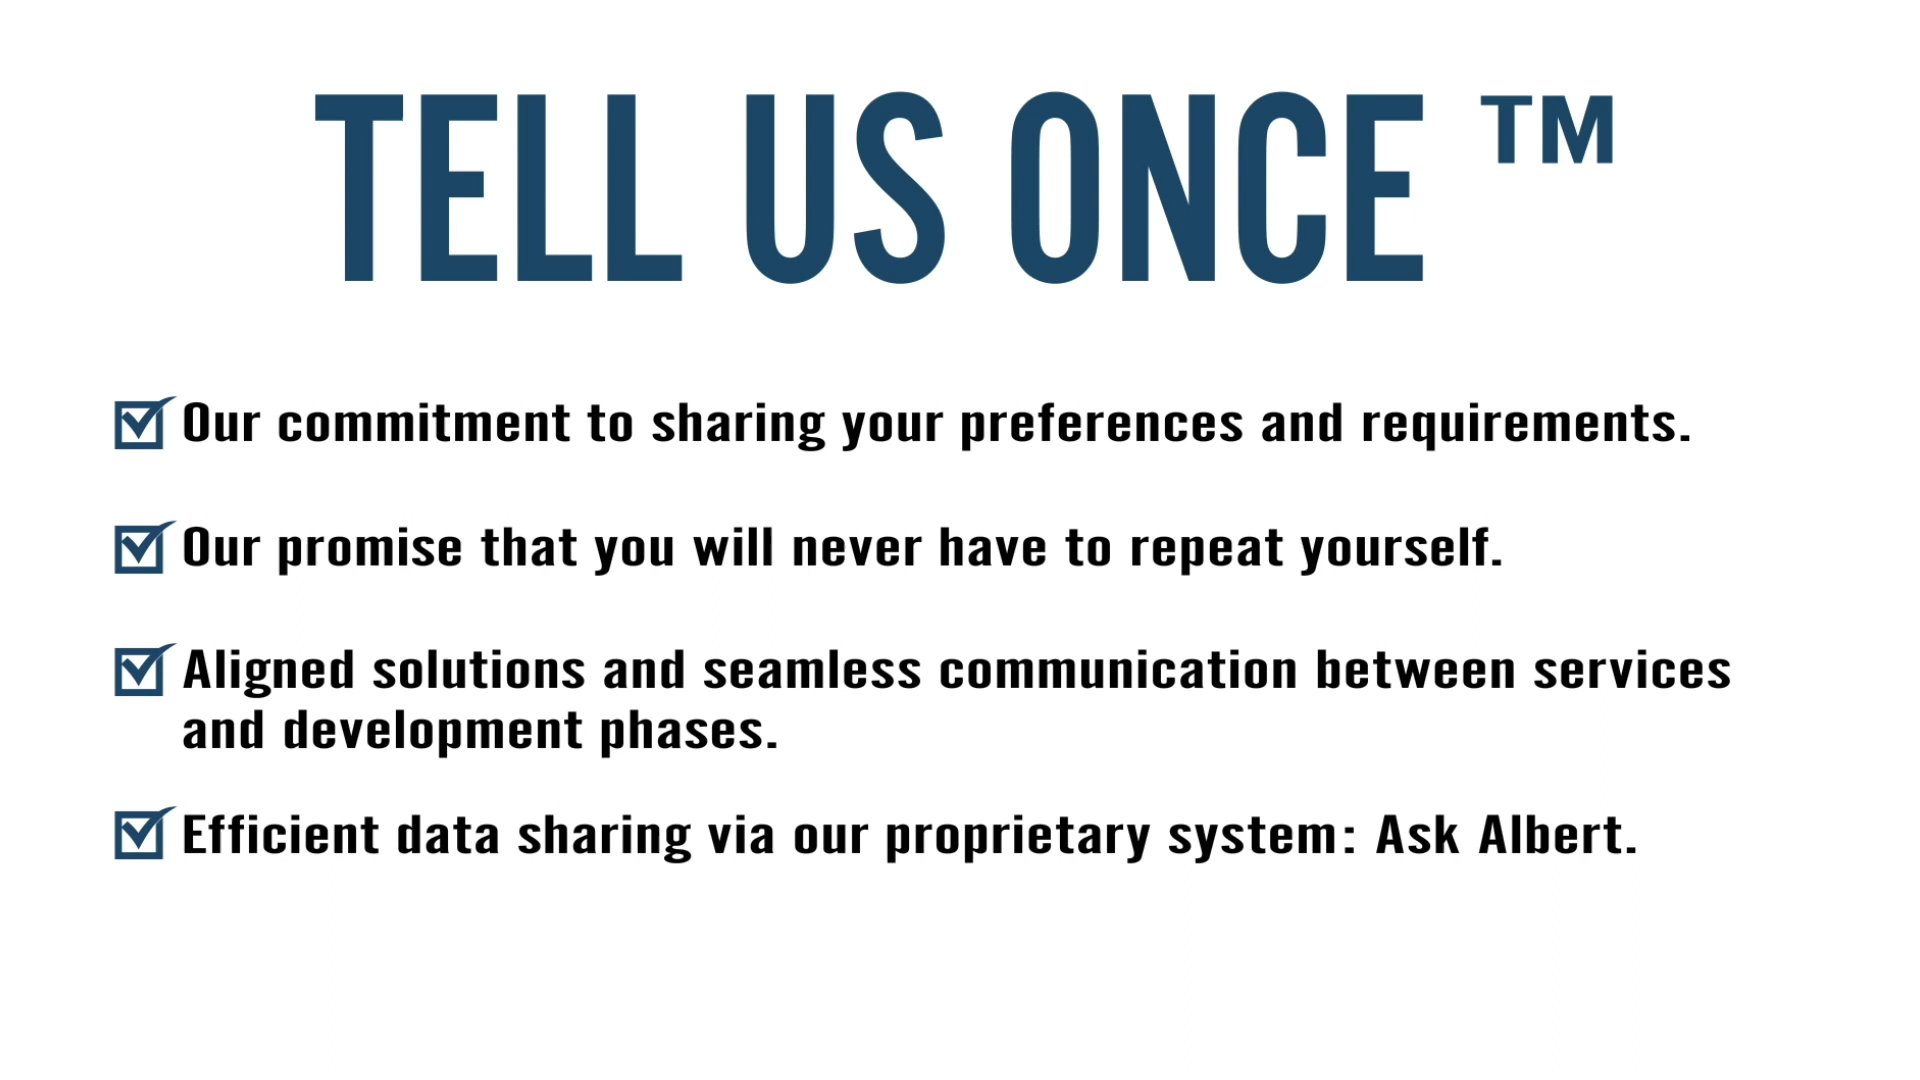 TELL US ONCE ™
Our commitment to sharing your preferences and requirements.
Our promise that you will never have to repeat yourself.
Aligned solutions and seamless communication between services
and development phases.
Efficient data sharing via our proprietary system: Ask Albert.